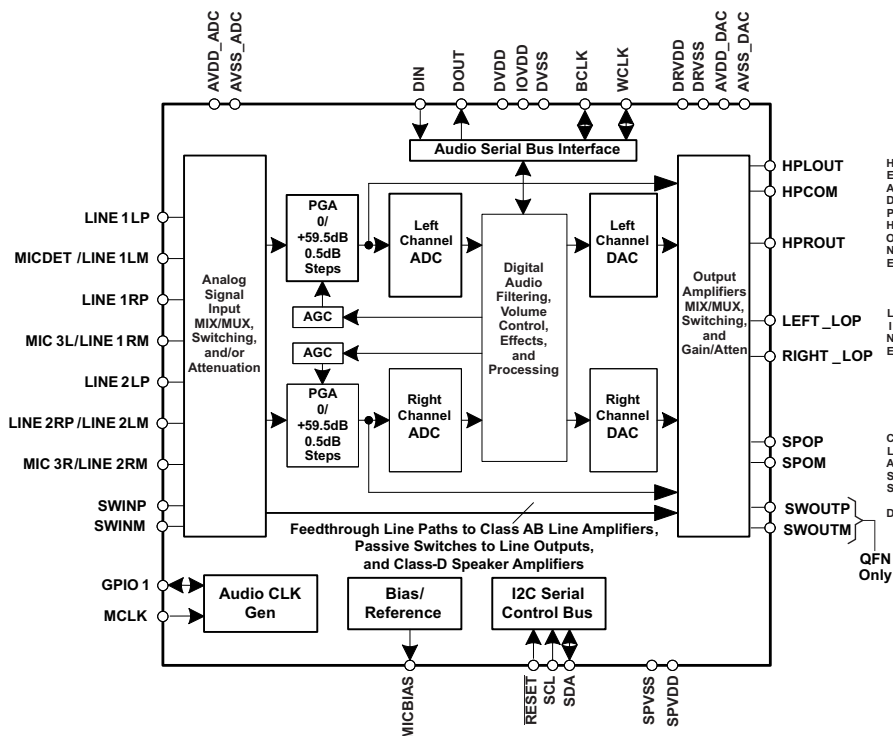 AVDD_ADC
AVSS_ADC
DIN
DOUT
DVDD
IOVDD
DVSS
BCLK
WCLK
DRVDD
DRVSS
AVDD_DAC
AVSS_DAC
Audio Serial Bus Interface
LINE 1LP
MICDET /LINE 1LM
LINE 1RP
MIC 3L/LINE 1RM
LINE 2LP
LINE 2RP /LINE 2LM
MIC 3R/LINE 2RM
SWINP
SWINM
GPIO 1
MCLK
Analog
Signal
Input
MIX/MUX,
Switching,
and/or
Attenuation
PGA
0/
+59.5dB
0.5dB
Steps
AGC
AGC
PGA
0/
+59.5dB
0.5dB
Steps
Left
Channel
ADC
Right
Channel
ADC
Digital
Audio
Filtering,
Volume
Control,
Effects,
and
Processing
Left
Channel
DAC
Right
Channel
DAC
Output
Amplifiers
MIX/MUX,
Switching,
and
Gain/Atten
HPLOUT
HPCOM
HPROUT
LEFT _LOP
RIGHT _LOP
SPOP
SPOM
SWOUTP
SWOUTM
HEADPHONE
LINE
CLASS D
QFN
Only
Feedthrough Line Paths to Class AB Line Amplifiers,
Passive Switches to Line Outputs,
and Class-D Speaker Amplifiers
Audio CLK
Gen
Bias/
Reference
I2C Serial
Control Bus
MICBIAS
RESET
SCL
SDA
SPVSS
SPVDD